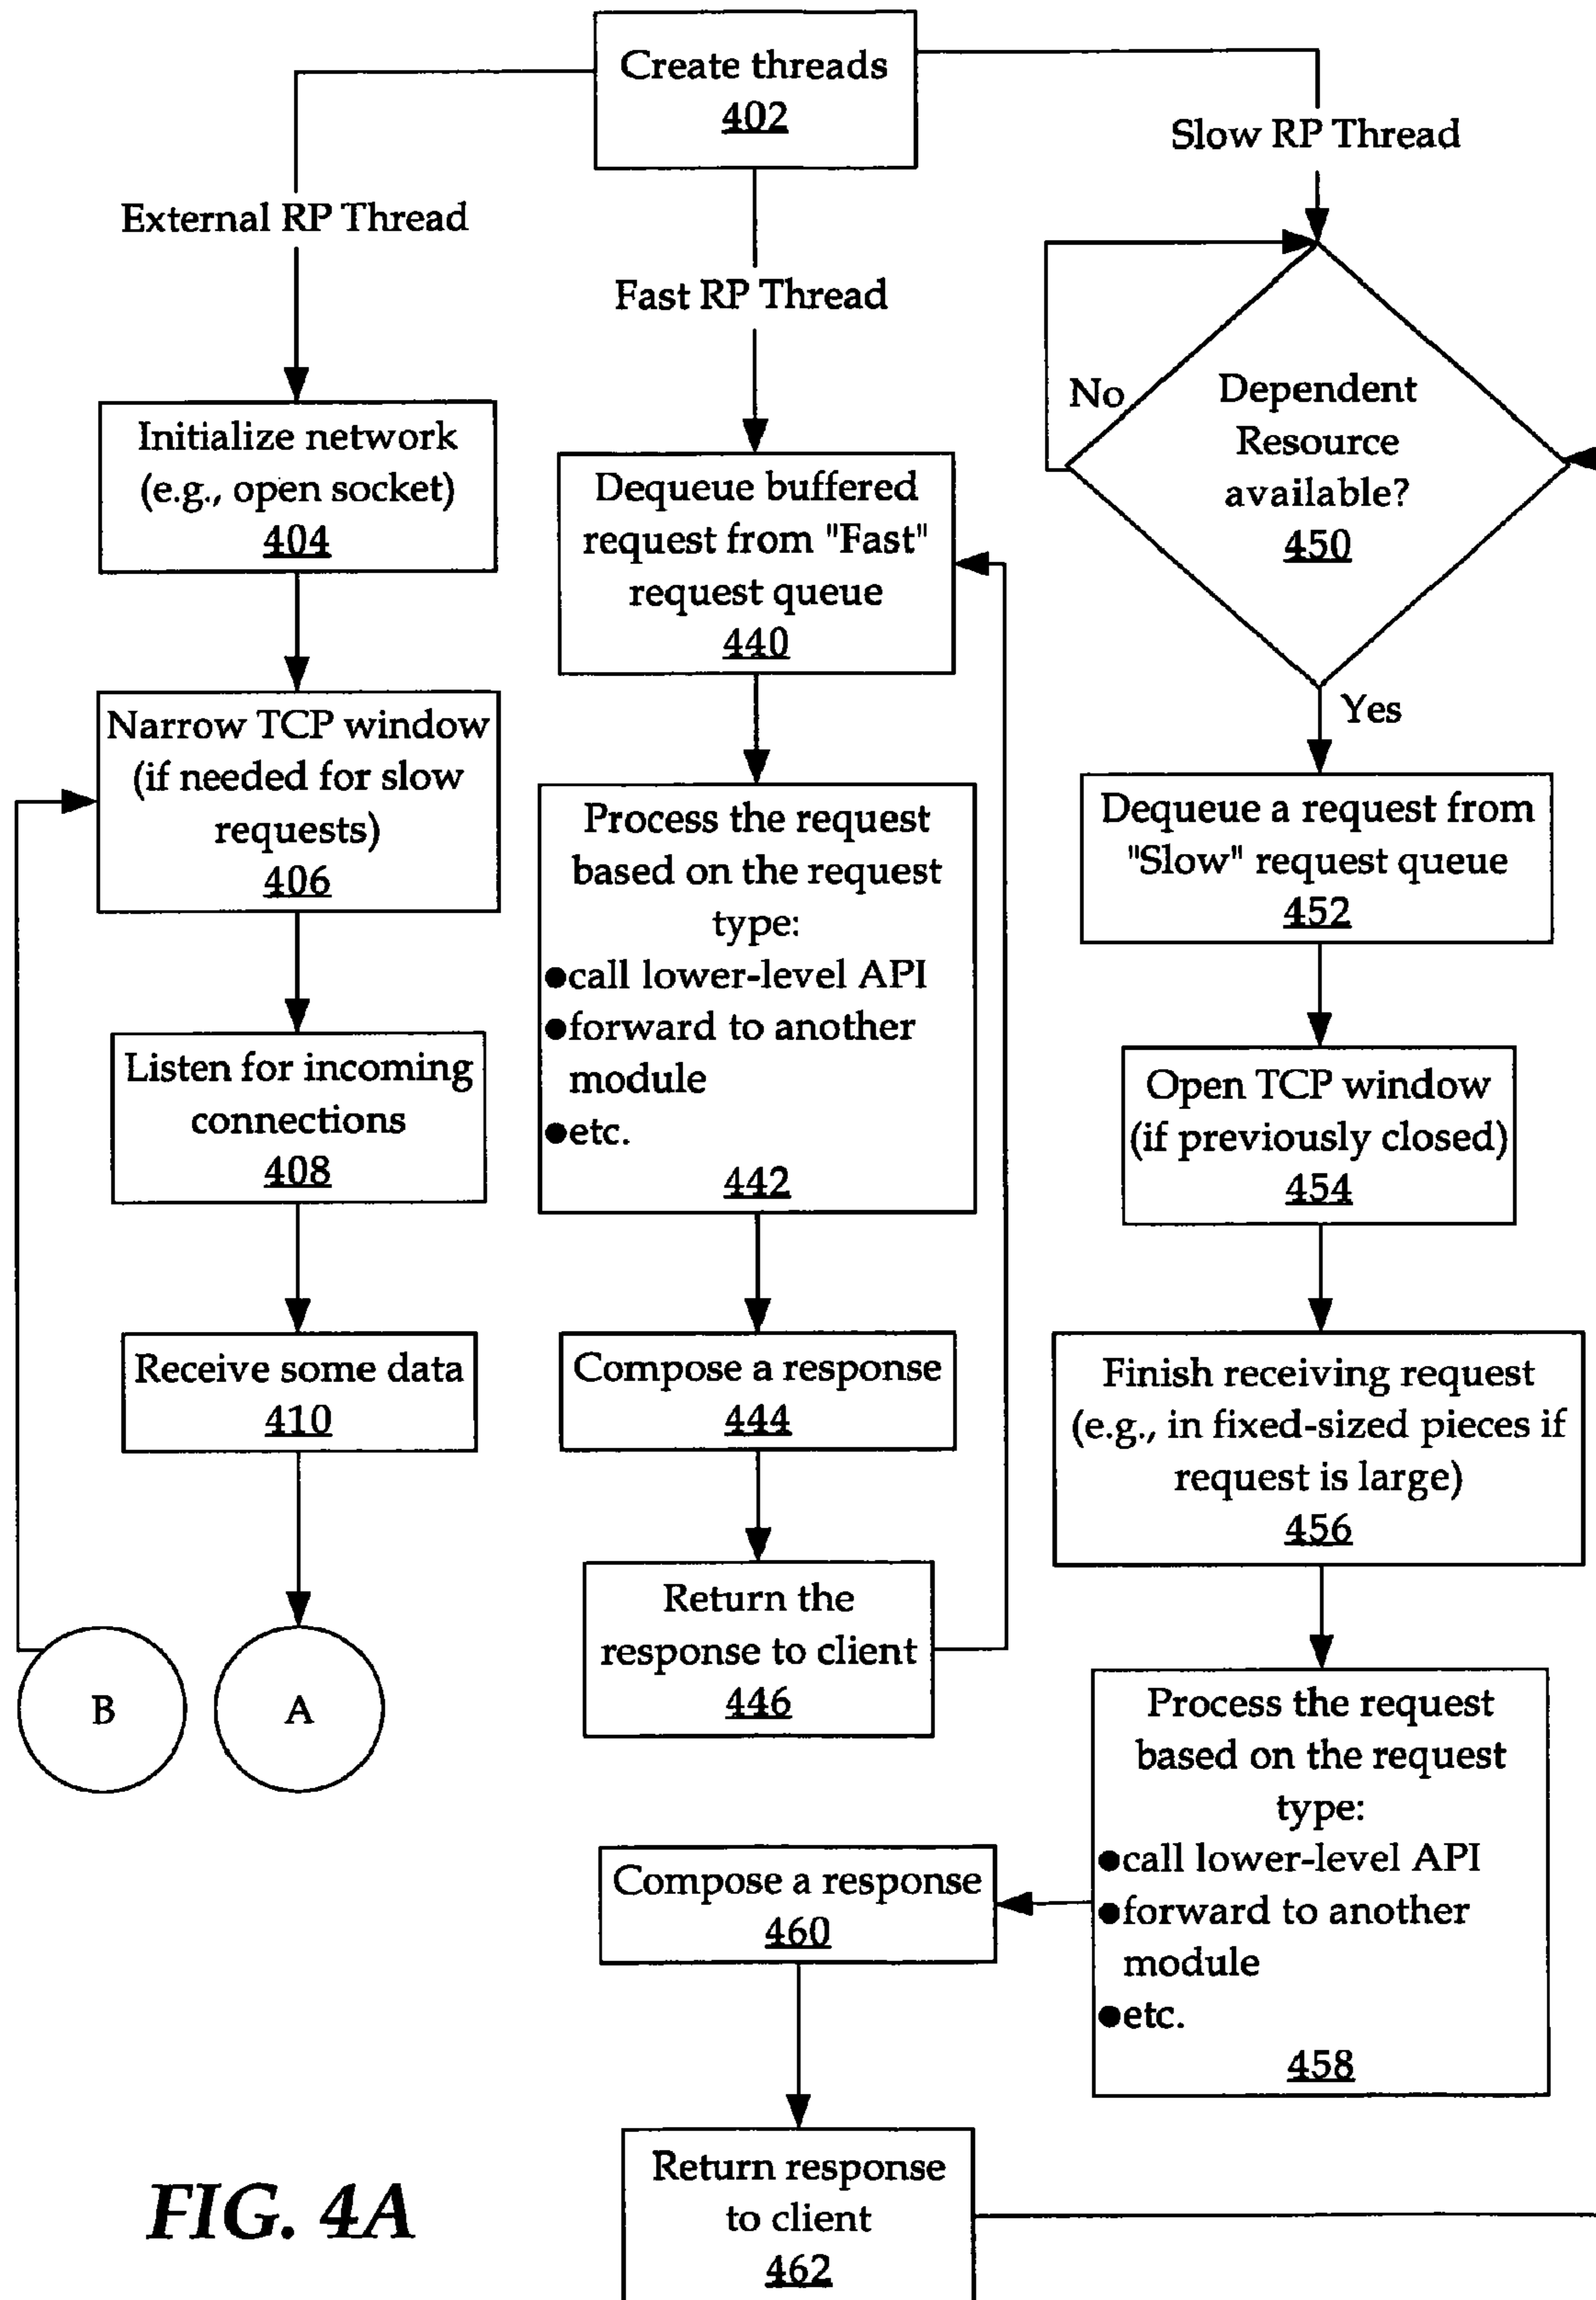 Create threads
402
External RP Thread
Initialize network
(e.g., open socket)
404
Narrow TCP window
(if needed for slow
requests)
406
Listen for incoming
connections
408
Receive some data
410
B
A
Fast RP Thread
Dequeue buffered
request from "Fast"
request queue
440
Process the request
based on the request
type:
●call lower-level API
●forward to another
module
●etc.
442
Compose a response
444
Return the
response to client
446
Slow RP Thread
No
Dependent
Resource
available?
450
Yes
Dequeue a request from
"Slow" request queue
452
Open TCP window
(if previously closed)
454
Finish receiving request
(e.g., in fixed-sized pieces if
request is large)
456
Process the request
based on the request
type:
●call lower-level API
●forward to another
module
●etc.
458
Compose a response
460
Return response
to client
462
FIG. 4A